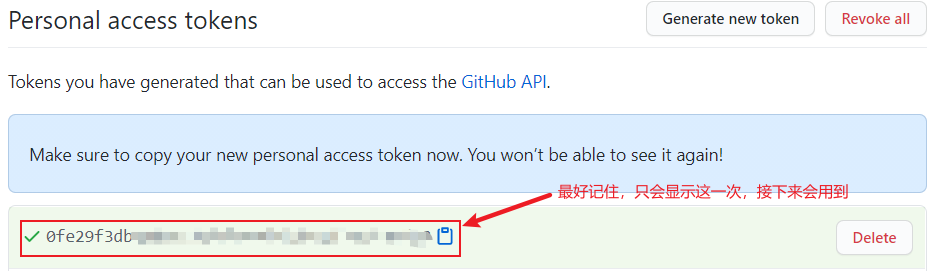 Personal access tokens
Generate new token
Revoke all
Tokens you have generated that can be used to access the GitHub API.
Make sure to copy your new personal access token now. You won't be able to see it again!
最好记住，只会显示这一次，接下来会用到
0fe29f3db
Delete